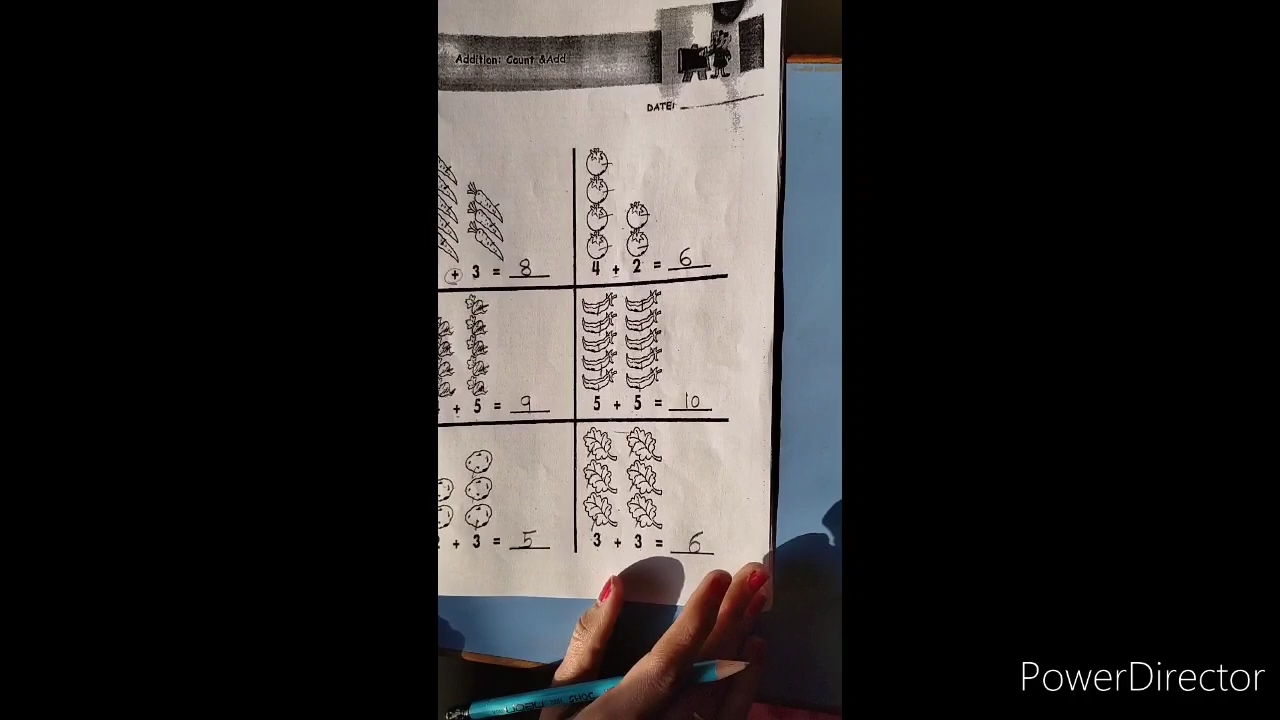 Addition: Count &Add
DATE:
+ 3 = 8
4 + 2 = 6
+ 5 = 9
5 + 5 = 10
+ 3 = 5
3 + 3 = 6
PowerDirector